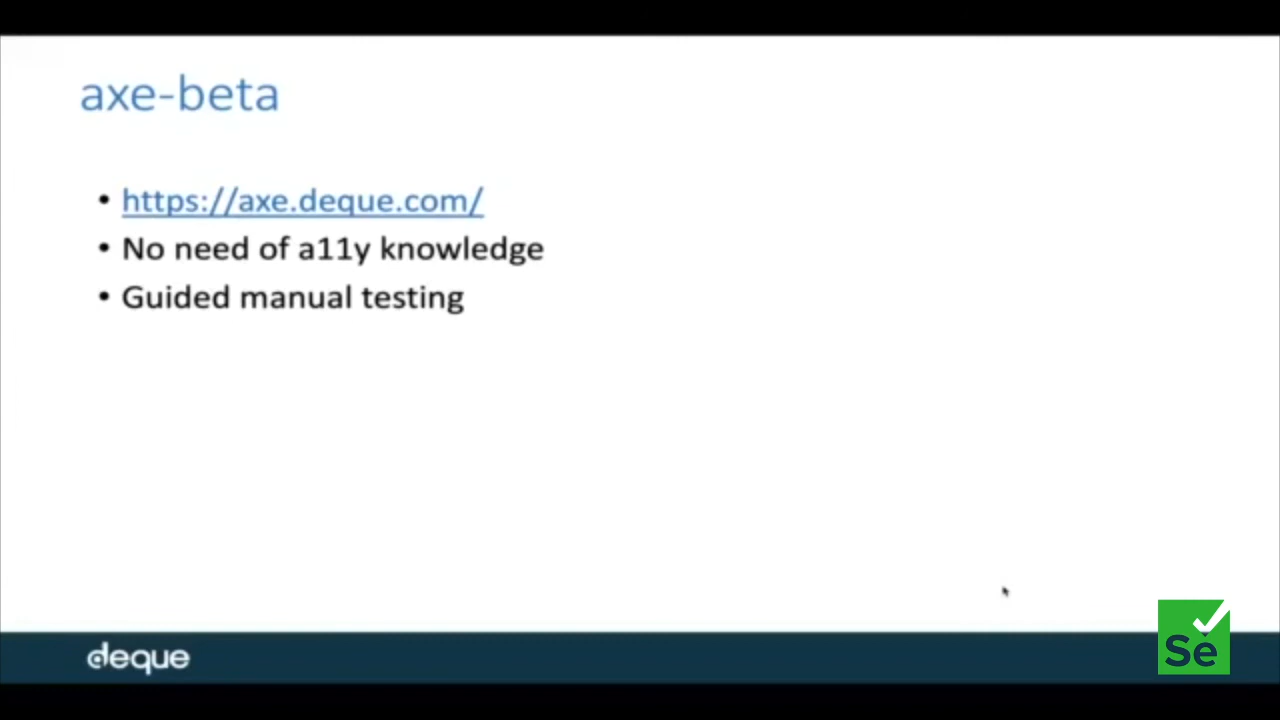 axe-beta
• https://axe.deque.com/
• No need of a11y knowledge
• Guided manual testing
deque
Se